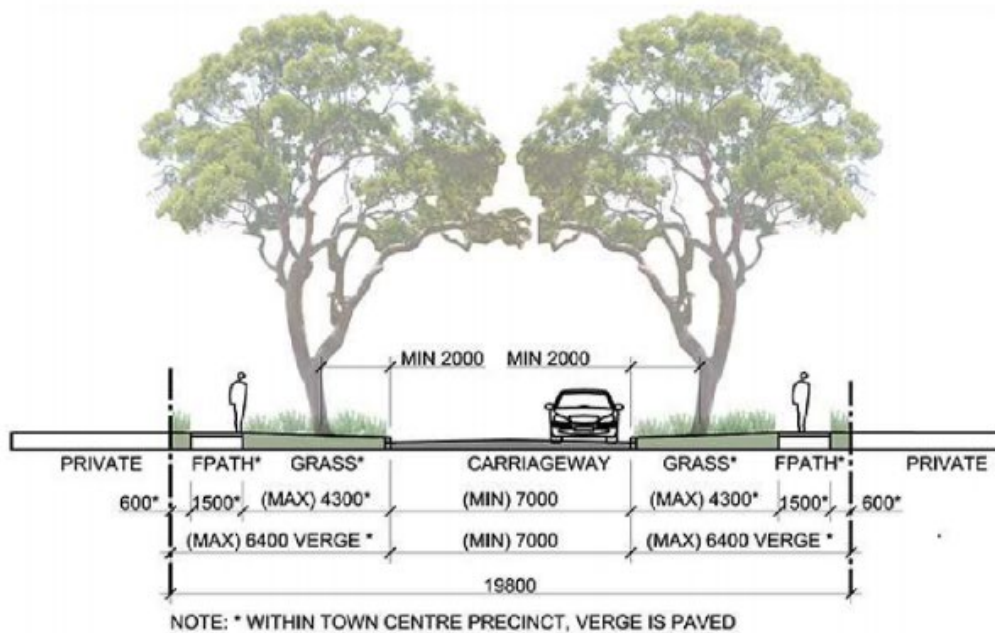 MIN 2000 MIN 2000
PRIVATE FPATH* GRASS* CARRIAGEWAY GRASS* FPATH* PRIVATE
600* 1500* (MAX) 4300* (MIN) 7000 (MAX) 4300* 1500* 600*
(MAX) 6400 VERGE * (MIN) 7000 (MAX) 6400 VERGE *
19800
NOTE: * WITHIN TOWN CENTRE PRECINCT, VERGE IS PAVED